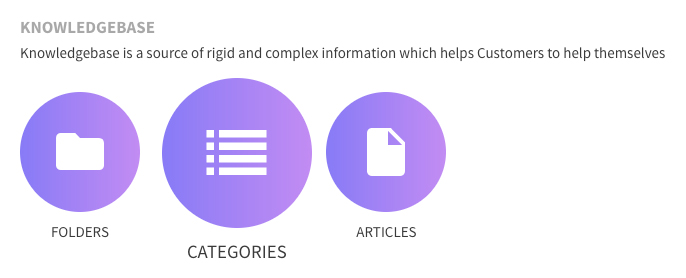 KNOWLEDGEBASE
Knowledgebase is a source of rigid and complex information which helps Customers to help themselves
FOLDERS
CATEGORIES
ARTICLES